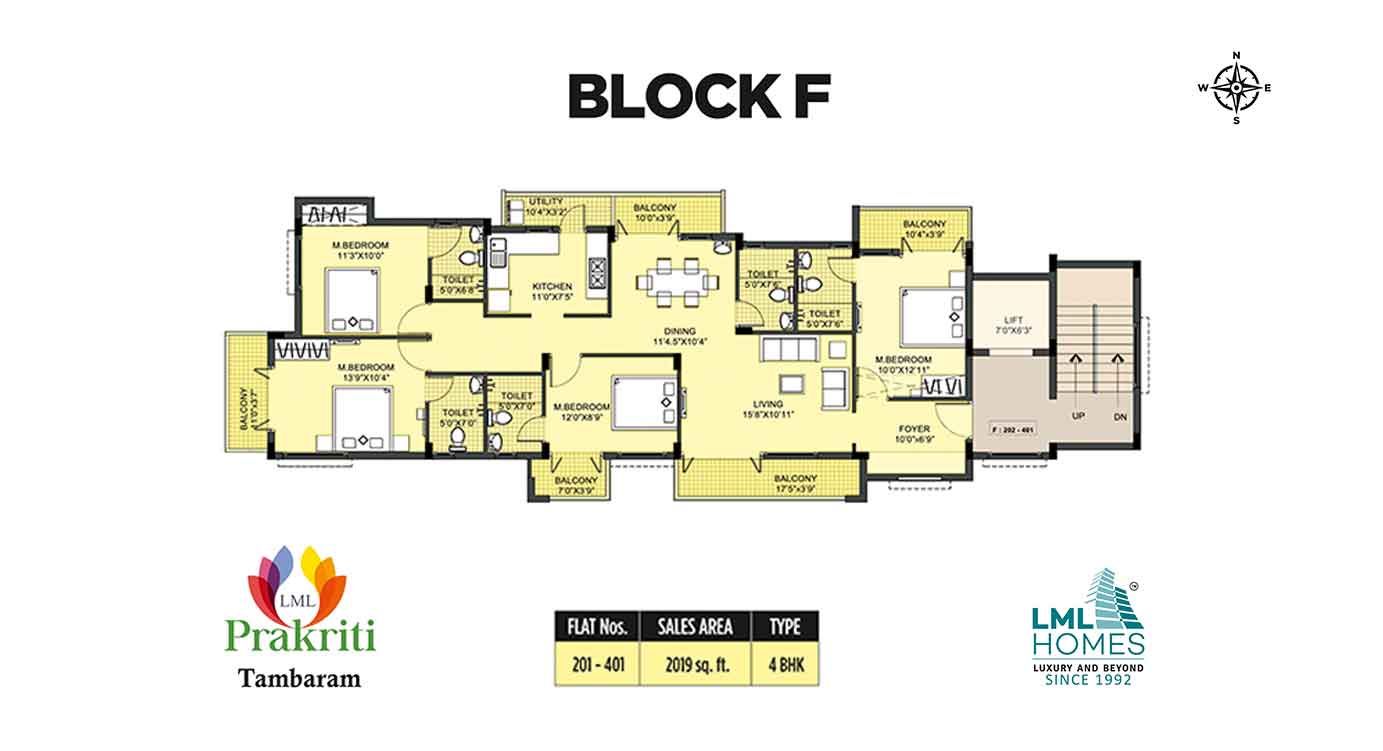 BLOCK F
N
W E
S
UTILITY
10'4"X3'2"
BALCONY
10'0"x3'9"
BALCONY
10'4"x3'9"
M.BEDROOM
11'3"X10'0"
TOILET
5'0"X6'8"
KITCHEN
11'0"X7'5"
DINING
11'4.5"X10'4"
TOILET
5'0"X7'6"
TOILET
5'0"X7'6"
M.BEDROOM
10'0"X12'11"
LIFT
7'0"X6'3"
M.BEDROOM
13'9"X10'4"
BALCONY
11'0"x3'7"
TOILET
5'0"X7'0"
TOILET
5'0"X7'0"
M.BEDROOM
12'0"X8'9"
LIVING
15'8"X10'11"
FOYER
10'0"x6'9"
UP
DN
F : 202 - 401
BALCONY
7'0"X3'9"
BALCONY
17'5"x3'9"
LML
Prakriti
Tambaram
FLAT Nos. SALES AREA TYPE
201 - 401 2019 sq. ft. 4 BHK
LML
HOMES
TM
LUXURY AND BEYOND
SINCE 1992